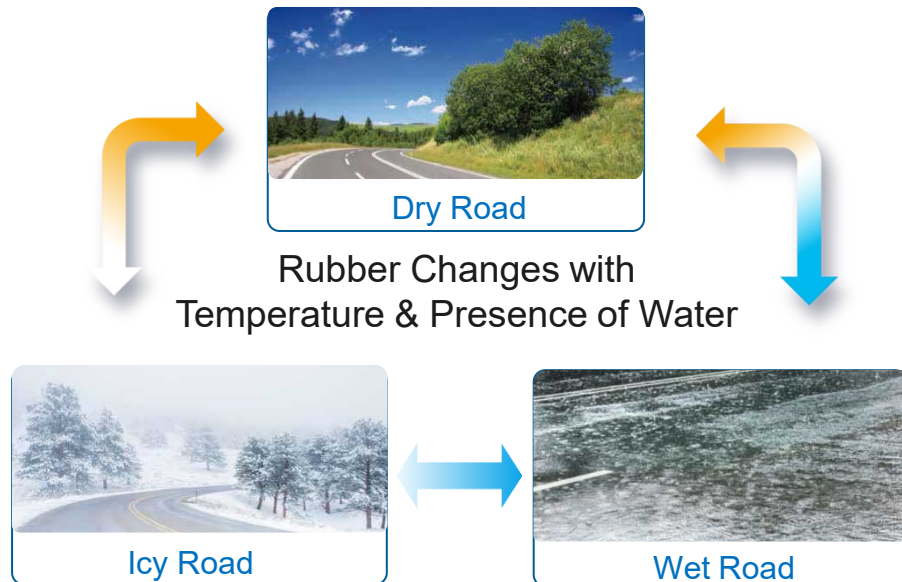 Dry Road
Rubber Changes with
Temperature & Presence of Water
Icy Road
Wet Road